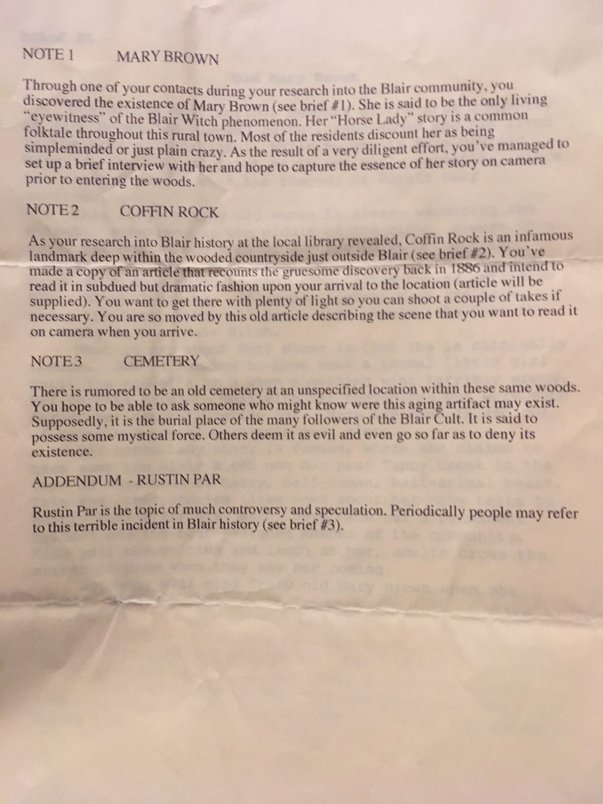 NOTE 1 MARY BROWN
Through one of your contacts during your research into the Blair community, you
discovered the existence of Mary Brown (see brief #1). She is said to be the only living
"eyewitness" of the Blair Witch phenomenon. Her "Horse Lady" story is a common
folktale throughout this rural town. Most of the residents discount her as being
simpleminded or just plain crazy. As the result of a very diligent effort, you've managed to
set up a brief interview with her and hope to capture the essence of her story on camera
prior to entering the woods.
NOTE 2 COFFIN ROCK
As your research into Blair history at the local library revealed, Coffin Rock is an infamous
landmark deep within the wooded countryside just outside Blair (see brief #2). You've
made a copy of an article that recounts the gruesome discovery back in 1886 and intend to
read it in subdued but dramatic fashion upon your arrival to the location (article will be
supplied). You want to get there with plenty of light so you can shoot a couple of takes if
necessary. You are so moved by this old article describing the scene that you want to read it
on camera when you arrive.
NOTE 3 CEMETERY
There is rumored to be an old cemetery at an unspecified location within these same woods.
You hope to be able to ask someone who might know were this aging artifact may exist.
Supposedly, it is the burial place of the many followers of the Blair Cult. It is said to
possess some mystical force. Others deem it as evil and even go so far as to deny its
existence.
ADDENDUM - RUSTIN PAR
Rustin Par is the topic of much controversy and speculation. Periodically people may refer
to this terrible incident in Blair history (see brief #3).